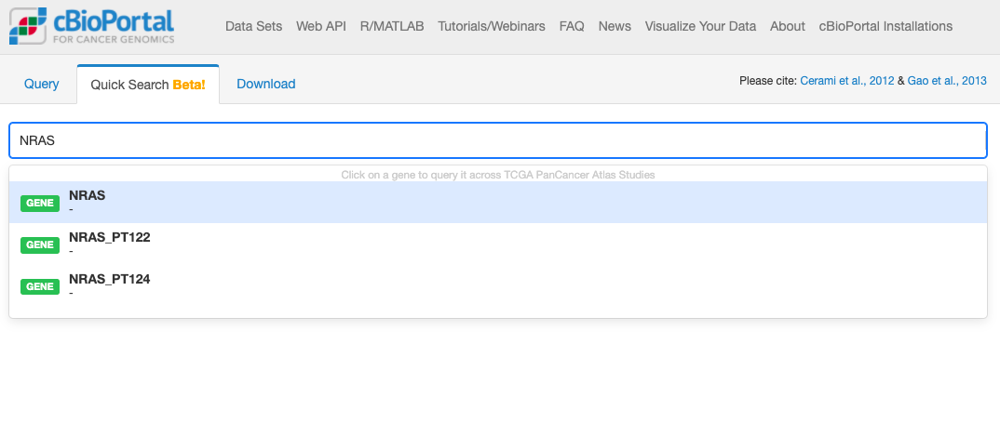 cBioPortal
FOR CANCER GENOMICS
Data Sets Web API R/MATLAB Tutorials/Webinars FAQ News Visualize Your Data About cBioPortal Installations
Query Quick Search Beta! Download Please cite: Cerami et al., 2012 & Gao et al., 2013
NRAS
Click on a gene to query it across TCGA PanCancer Atlas Studies
GENE NRAS
-
GENE NRAS_PT122
-
GENE NRAS_PT124
-